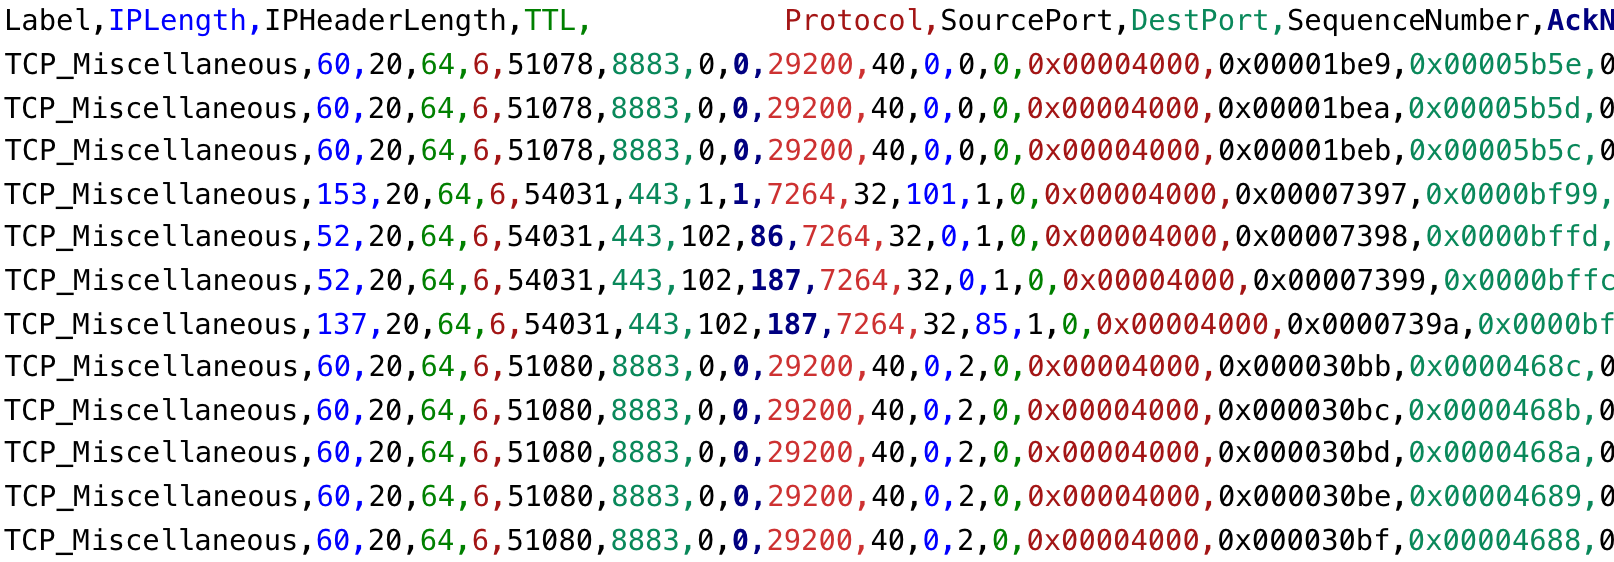 Label,IPLength,IPHeaderLength,TTL, Protocol,SourcePort,DestPort,SequenceNumber,AckN
TCP_Miscellaneous,60,20,64,6,51078,8883,0,0,29200,40,0,0,0,0x00004000,0x00001be9,0x00005b5e,0
TCP_Miscellaneous,60,20,64,6,51078,8883,0,0,29200,40,0,0,0,0x00004000,0x00001bea,0x00005b5d,0
TCP_Miscellaneous,60,20,64,6,51078,8883,0,0,29200,40,0,0,0,0x00004000,0x00001beb,0x00005b5c,0
TCP_Miscellaneous,153,20,64,6,54031,443,1,1,7264,32,101,1,0,0x00004000,0x00007397,0x0000bf99,
TCP_Miscellaneous,52,20,64,6,54031,443,102,86,7264,32,0,1,0,0x00004000,0x00007398,0x0000bffd,
TCP_Miscellaneous,52,20,64,6,54031,443,102,187,7264,32,0,1,0,0x00004000,0x00007399,0x0000bffc
TCP_Miscellaneous,137,20,64,6,54031,443,102,187,7264,32,85,1,0,0x00004000,0x0000739a,0x0000bf
TCP_Miscellaneous,60,20,64,6,51080,8883,0,0,29200,40,0,2,0,0x00004000,0x000030bb,0x0000468c,0
TCP_Miscellaneous,60,20,64,6,51080,8883,0,0,29200,40,0,2,0,0x00004000,0x000030bc,0x0000468b,0
TCP_Miscellaneous,60,20,64,6,51080,8883,0,0,29200,40,0,2,0,0x00004000,0x000030bd,0x0000468a,0
TCP_Miscellaneous,60,20,64,6,51080,8883,0,0,29200,40,0,2,0,0x00004000,0x000030be,0x00004689,0
TCP_Miscellaneous,60,20,64,6,51080,8883,0,0,29200,40,0,2,0,0x00004000,0x000030bf,0x00004688,0